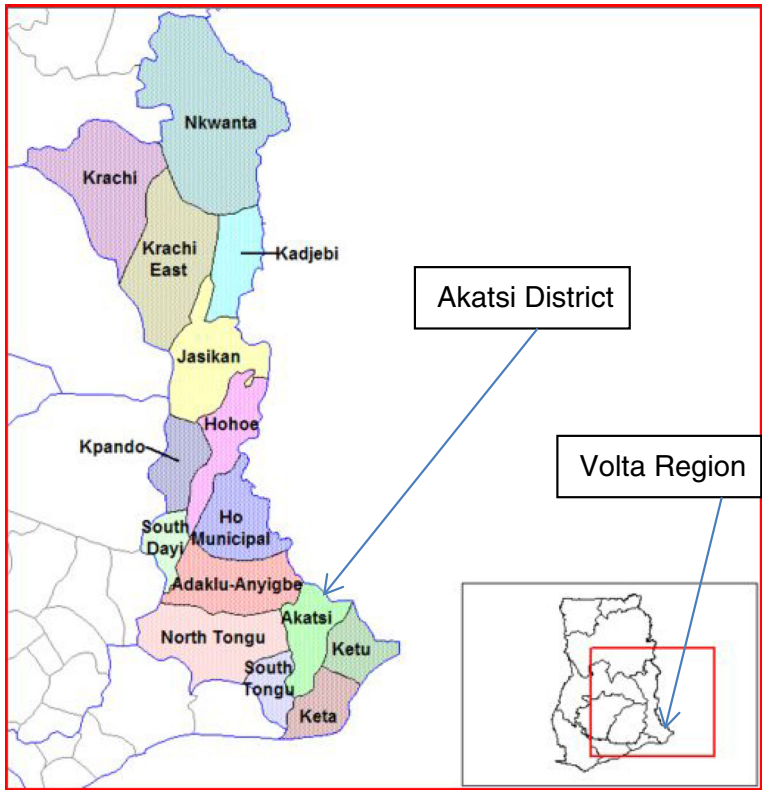 Nkwanta
Krachi
Krachi
East
Kadjebi
Akatsi District
Jasikan
Hohoe
Kpando
Volta Region
South
Dayi
Ho
Municipal
Adaklu-Anyigbe
Akatsi
North Tongu
Ketu
South
Tongu
Keta